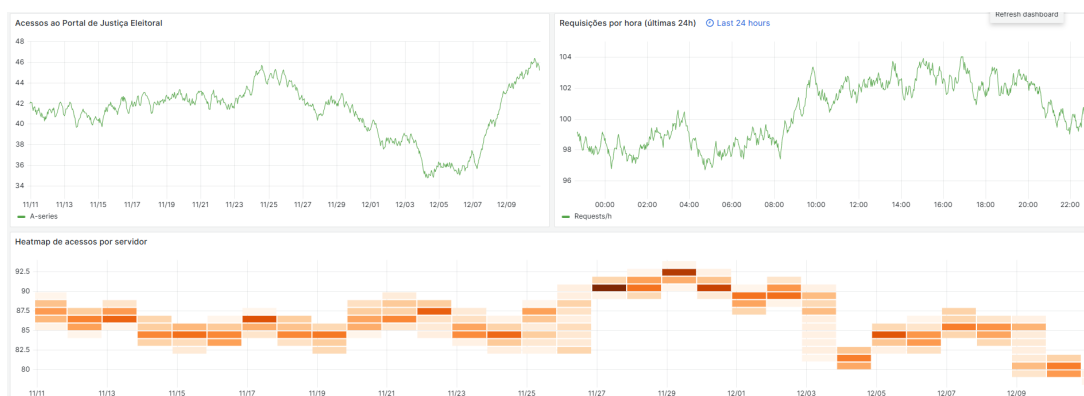 Refresh dashboard
Acessos ao Portal de Justiça Eleitoral
48
46
44
42
40
38
36
34
11/11 11/13 11/15 11/17 11/19 11/21 11/23 11/25 11/27 11/29 12/01 12/03 12/05 12/07 12/09
A-series
Requisições por hora (últimas 24h) Last 24 hours
104
102
100
98
96
00:00 02:00 04:00 06:00 08:00 10:00 12:00 14:00 16:00 18:00 20:00 22:00
Requests/h
Heatmap de acessos por servidor
92.5
90
87.5
85
82.5
80
11/11 11/13 11/15 11/17 11/19 11/21 11/23 11/25 11/27 11/29 12/01 12/03 12/05 12/07 12/09